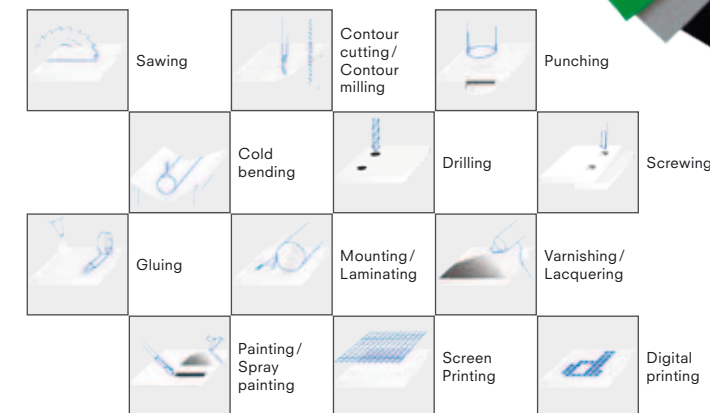 Sawing
Contour
cutting /
Contour
milling
Punching
Cold
bending
Drilling
Screwing
Gluing
Mounting /
Laminating
Varnishing /
Lacquering
Painting /
Spray
painting
Screen
Printing
Digital
printing